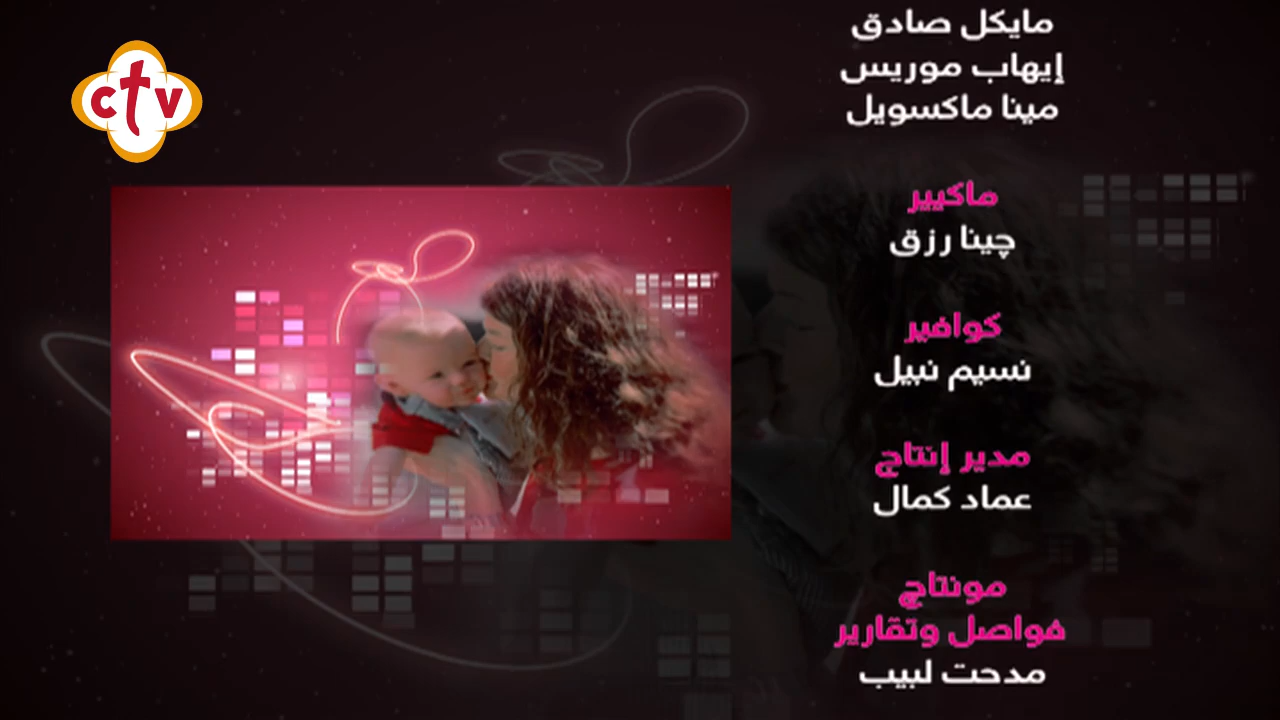 ctv
مايكل صادق
إيهاب موريس
مينا ماكسويل
ماكيير
چينا رزق
كوافير
نسيم نبيل
مدير إنتاج
عماد كمال
مونتاج
فواصل وتقارير
مدحت لبيب